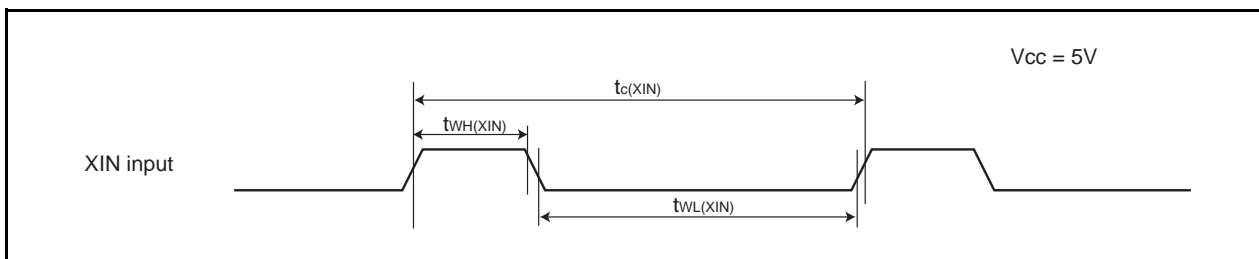 Vcc = 5V
tc(XIN)
tWH(XIN)
XIN input
tWL(XIN)